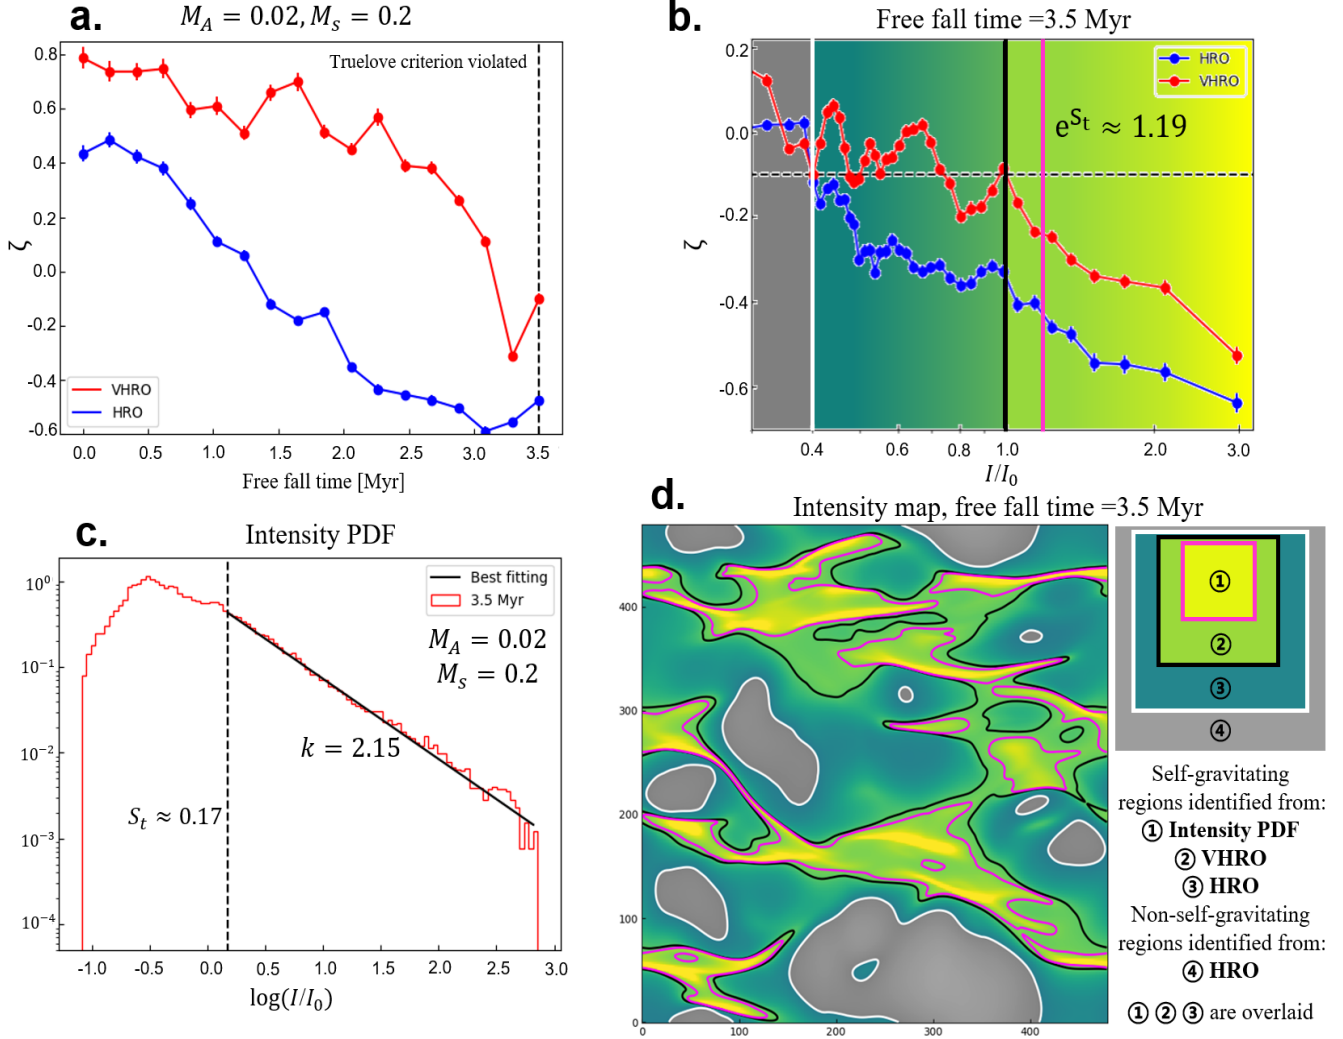 a.
M_A = 0.02, M_s = 0.2
0.8
0.6
0.4
0.2
0.0
-0.2
-0.4
-0.6
ζ
Truelove criterion violated
VHRO
HRO
0.0 0.5 1.0 1.5 2.0 2.5 3.0 3.5
Free fall time [Myr]
b.
Free fall time =3.5 Myr
0.2
0.0
-0.2
-0.4
-0.6
ζ
HRO
VHRO
e^{S_t} ≈ 1.19
0.4 0.6 0.8 1.0 2.0 3.0
I/I_0
c.
Intensity PDF
10^0
10^{-1}
10^{-2}
10^{-3}
10^{-4}
Best fitting
3.5 Myr
M_A = 0.02
M_s = 0.2
k = 2.15
S_t ≈ 0.17
-1.0 -0.5 0.0 0.5 1.0 1.5 2.0 2.5 3.0
log(I/I_0)
d.
Intensity map, free fall time =3.5 Myr
400
300
200
100
0
0 100 200 300 400
①
②
③
④
Self-gravitating
regions identified from:
① Intensity PDF
② VHRO
③ HRO
Non-self-gravitating
regions identified from:
④ HRO
① ② ③ are overlaid